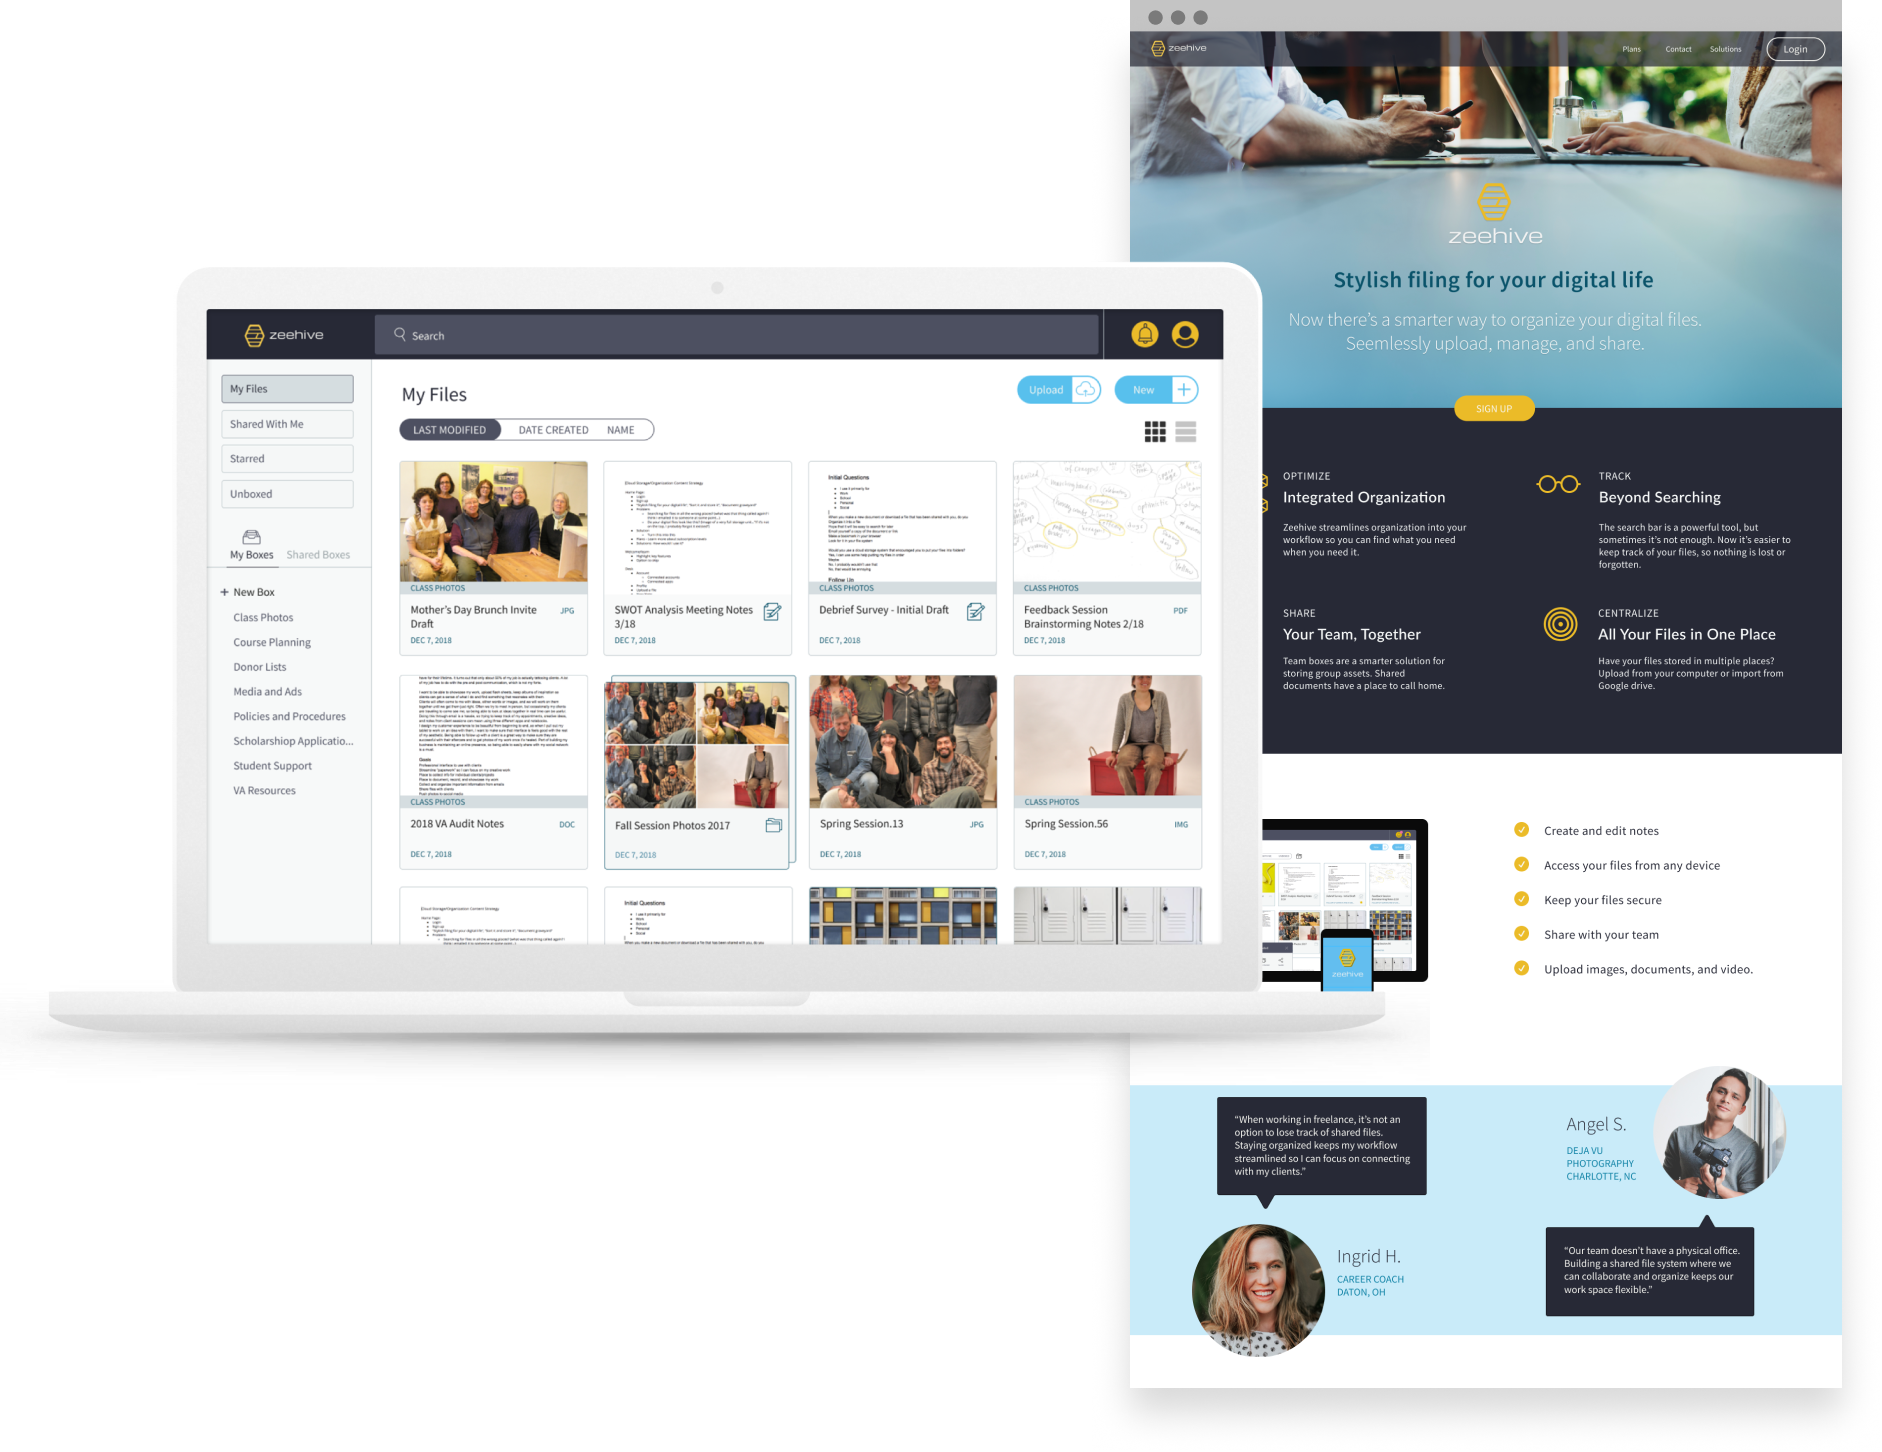 zeehive
Search
My Files
Shared With Me
Starred
Unboxed
My Boxes Shared Boxes
+ New Box
Class Photos
Course Planning
Donor Lists
Media and Ads
Policies and Procedures
Scholarshiop Applicatio...
Student Support
VA Resources
My Files
Upload
New
LAST MODIFIED DATE CREATED NAME
CLASS PHOTOS
Mother's Day Brunch Invite
Draft
JPG
DEC 7, 2018
SWOT Analysis Meeting Notes
3/18
DEC 7, 2018
Initial Questions
Follow Up
CLASS PHOTOS
Debrief Survey - Initial Draft
DEC 7, 2018
CLASS PHOTOS
Feedback Session
Brainstorming Notes 2/18
PDF
DEC 7, 2018
Goals
CLASS PHOTOS
2018 VA Audit Notes
DOC
DEC 7, 2018
Fall Session Photos 2017
DEC 7, 2018
Spring Session.13
JPG
DEC 7, 2018
CLASS PHOTOS
Spring Session.56
IMG
DEC 7, 2018
Initial Questions
zeehive
Plans
Contact
Solutions
Login
zeehive
Stylish filing for your digital life
Now there's a smarter way to organize your digital files.
Seemlessly upload, manage, and share.
SIGN UP
OPTIMIZE
Integrated Organization
Zeehive streamlines organization into your
workflow so you can find what you need
when you need it.
TRACK
Beyond Searching
The search bar is a powerful tool, but
sometimes it's not enough. Now it's easier to
keep track of your files, so nothing is lost or
forgotten.
SHARE
Your Team, Together
Team boxes are a smarter solution for
storing group assets. Shared
documents have a place to call home.
CENTRALIZE
All Your Files in One Place
Have your files stored in multiple places?
Upload from your computer or import from
Google drive.
zeehive
Create and edit notes
Access your files from any device
Keep your files secure
Share with your team
Upload images, documents, and video.
"When working in freelance, it's not an
option to lose track of shared files.
Staying organized keeps my workflow
streamlined so I can focus on connecting
with my clients."
Ingrid H.
CAREER COACH
DATON, OH
Angel S.
DEJA VU
PHOTOGRAPHY
CHARLOTTE, NC
"Our team doesn't have a physical office.
Building a shared file system where we
can collaborate and organize keeps our
work space flexible."